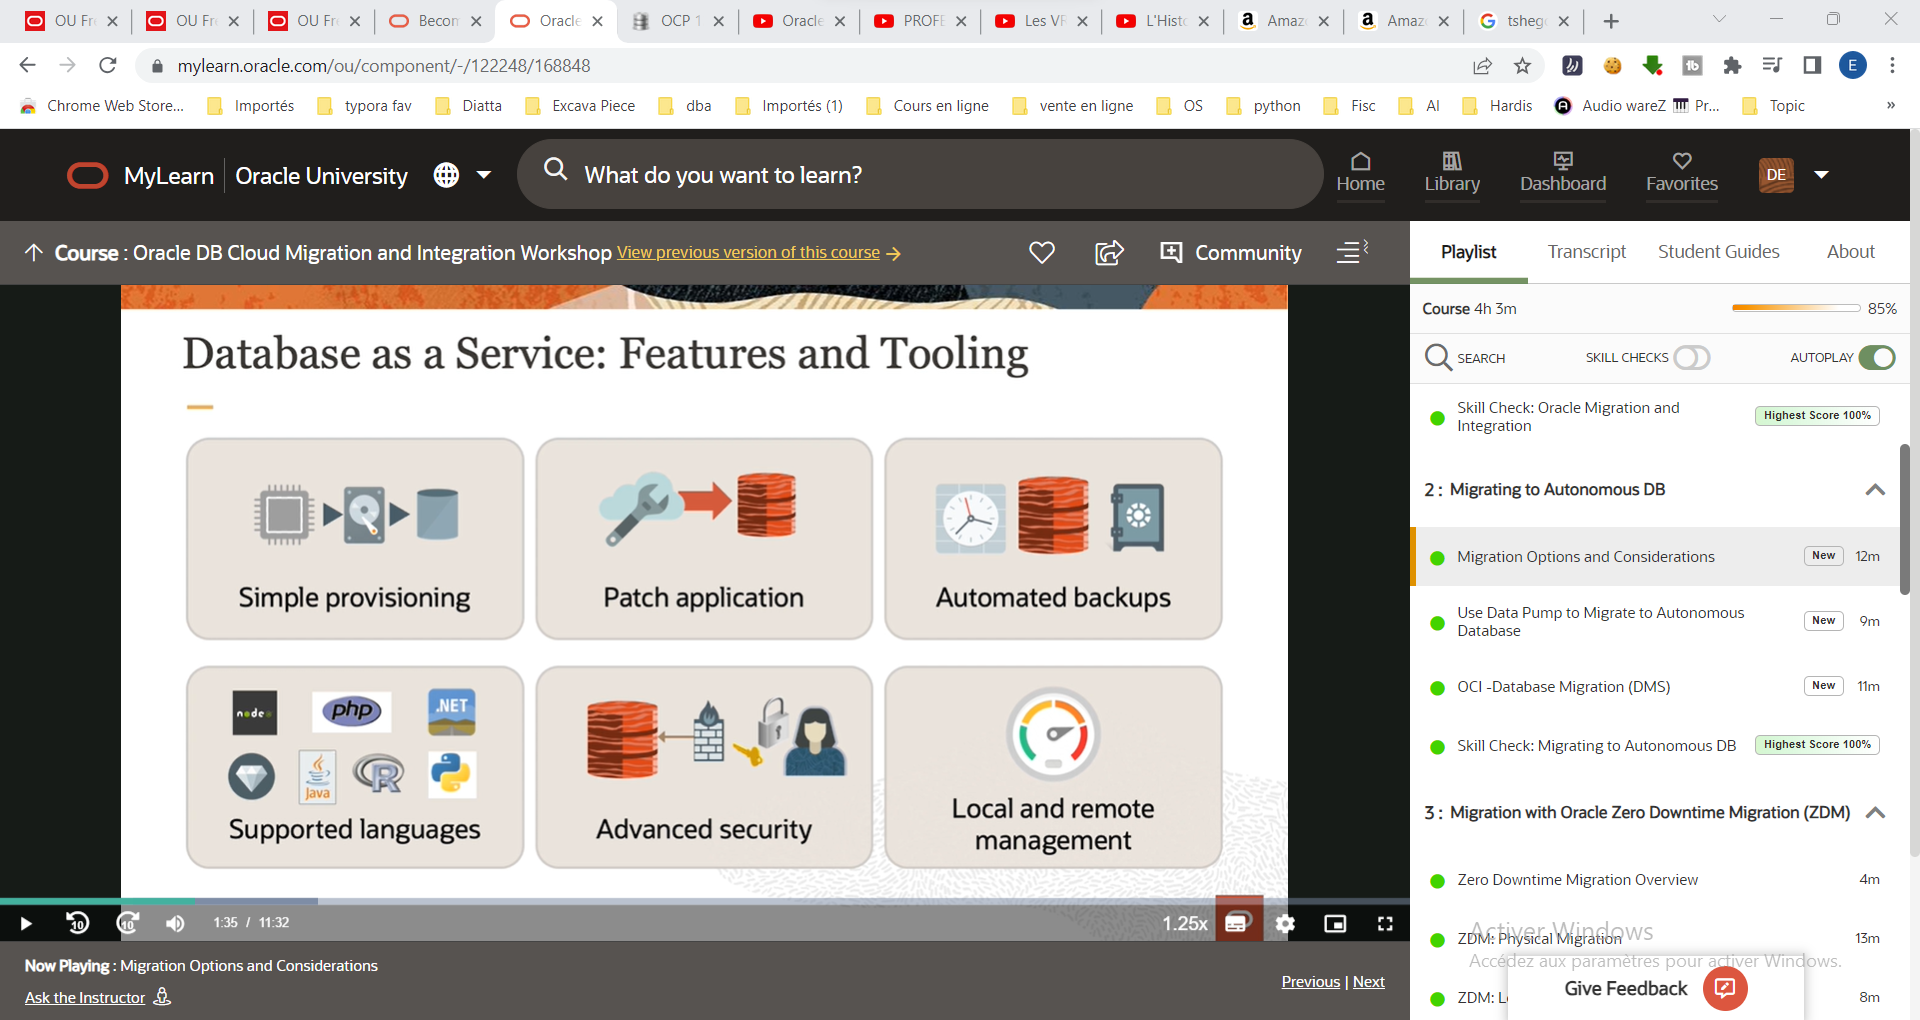 OU Fr
OU Fr
OU Fr
Becom
Oracle
OCP 1
Oracle
PROFE
Les VR
L'Histo
Amaz
Amaz
tsheg
mylearn.oracle.com/ou/component/-/122248/168848
E
Chrome Web Store...
Importés
typora fav
Diatta
Excava Piece
dba
Importés (1)
Cours en ligne
vente en ligne
OS
python
Fisc
AI
Hardis
Audio wareZ
Pr...
Topic
»
MyLearn
Oracle University
What do you want to learn?
Home
Library
Dashboard
Favorites
DE
Course : Oracle DB Cloud Migration and Integration Workshop View previous version of this course →
Community
Database as a Service: Features and Tooling
Simple provisioning
Patch application
Automated backups
node
php
.NET
Java
R
Supported languages
Advanced security
Local and remote
management
10
10
1:35 / 11:32
1.25x
Now Playing : Migration Options and Considerations
Ask the Instructor
Previous | Next
Playlist
Transcript
Student Guides
About
Course 4h 3m
85%
SEARCH
SKILL CHECKS
AUTOPLAY
Skill Check: Oracle Migration and
Integration
Highest Score 100%
2 : Migrating to Autonomous DB
Migration Options and Considerations
New
12m
Use Data Pump to Migrate to Autonomous
Database
New
9m
OCI -Database Migration (DMS)
New
11m
Skill Check: Migrating to Autonomous DB
Highest Score 100%
3 : Migration with Oracle Zero Downtime Migration (ZDM)
Zero Downtime Migration Overview
4m
Activer Windows
ZDM: Physical Migration
13m
Accédez aux paramètres pour activer Windows.
ZDM: L
8m
Give Feedback